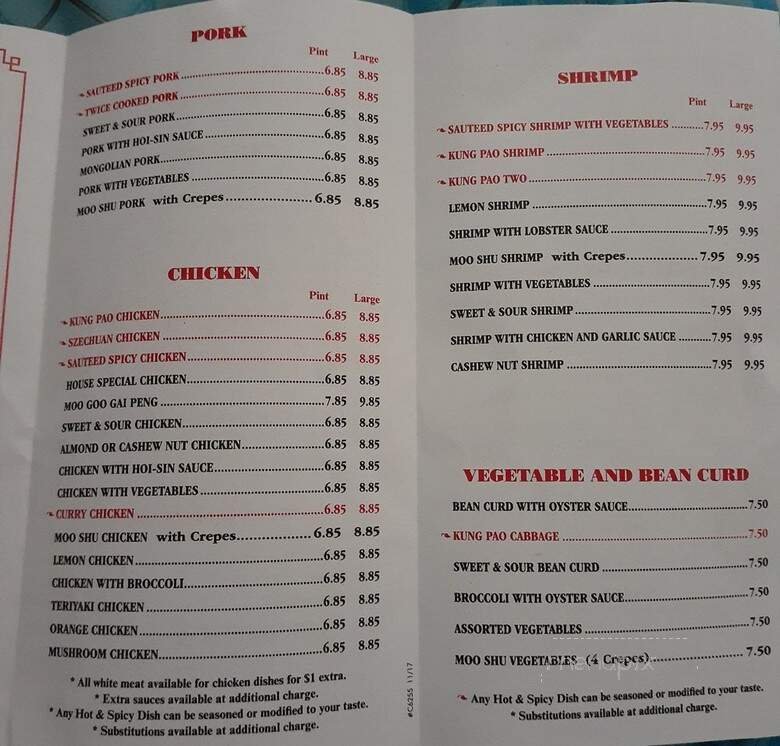 PORK
Pint Large
SAUTEED SPICY PORK 6.85 8.85
TWICE COOKED PORK 6.85 8.85
SWEET & SOUR PORK 6.85 8.85
PORK WITH HOI-SIN SAUCE 6.85 8.85
MONGOLIAN PORK 6.85 8.85
PORK WITH VEGETABLES 6.85 8.85
MOO SHU PORK with Crepes 6.85 8.85
CHICKEN
Pint Large
KUNG PAO CHICKEN 6.85 8.85
SZECHUAN CHICKEN 6.85 8.85
SAUTEED SPICY CHICKEN 6.85 8.85
HOUSE SPECIAL CHICKEN 6.85 8.85
MOO GOO GAI PENG 7.85 9.85
SWEET & SOUR CHICKEN 6.85 8.85
ALMOND OR CASHEW NUT CHICKEN 6.85 8.85
CHICKEN WITH HOI-SIN SAUCE 6.85 8.85
CHICKEN WITH VEGETABLES 6.85 8.85
CURRY CHICKEN 6.85 8.85
MOO SHU CHICKEN with Crepes 6.85 8.85
LEMON CHICKEN 6.85 8.85
CHICKEN WITH BROCCOLI 6.85 8.85
TERIYAKI CHICKEN 6.85 8.85
ORANGE CHICKEN 6.85 8.85
MUSHROOM CHICKEN 6.85 8.85
* All white meat available for chicken dishes for $1 extra.
* Extra sauces available at additional charge.
* Any Hot & Spicy Dish can be seasoned or modified to your taste.
* Substitutions available at additional charge.
#C6255 11/17
SHRIMP
Pint Large
SAUTEED SPICY SHRIMP WITH VEGETABLES 7.95 9.95
KUNG PAO SHRIMP 7.95 9.95
KUNG PAO TWO 7.95 9.95
LEMON SHRIMP 7.95 9.95
SHRIMP WITH LOBSTER SAUCE 7.95 9.95
MOO SHU SHRIMP with Crepes 7.95 9.95
SHRIMP WITH VEGETABLES 7.95 9.95
SWEET & SOUR SHRIMP 7.95 9.95
SHRIMP WITH CHICKEN AND GARLIC SAUCE 7.95 9.95
CASHEW NUT SHRIMP 7.95 9.95
VEGETABLE AND BEAN CURD
BEAN CURD WITH OYSTER SAUCE 7.50
KUNG PAO CABBAGE 7.50
SWEET & SOUR BEAN CURD 7.50
BROCCOLI WITH OYSTER SAUCE 7.50
ASSORTED VEGETABLES 7.50
MOO SHU VEGETABLES (4 Crepes) 7.50
menupix
Any Hot & Spicy Dish can be seasoned or modified to your taste.
* Substitutions available at additional charge.